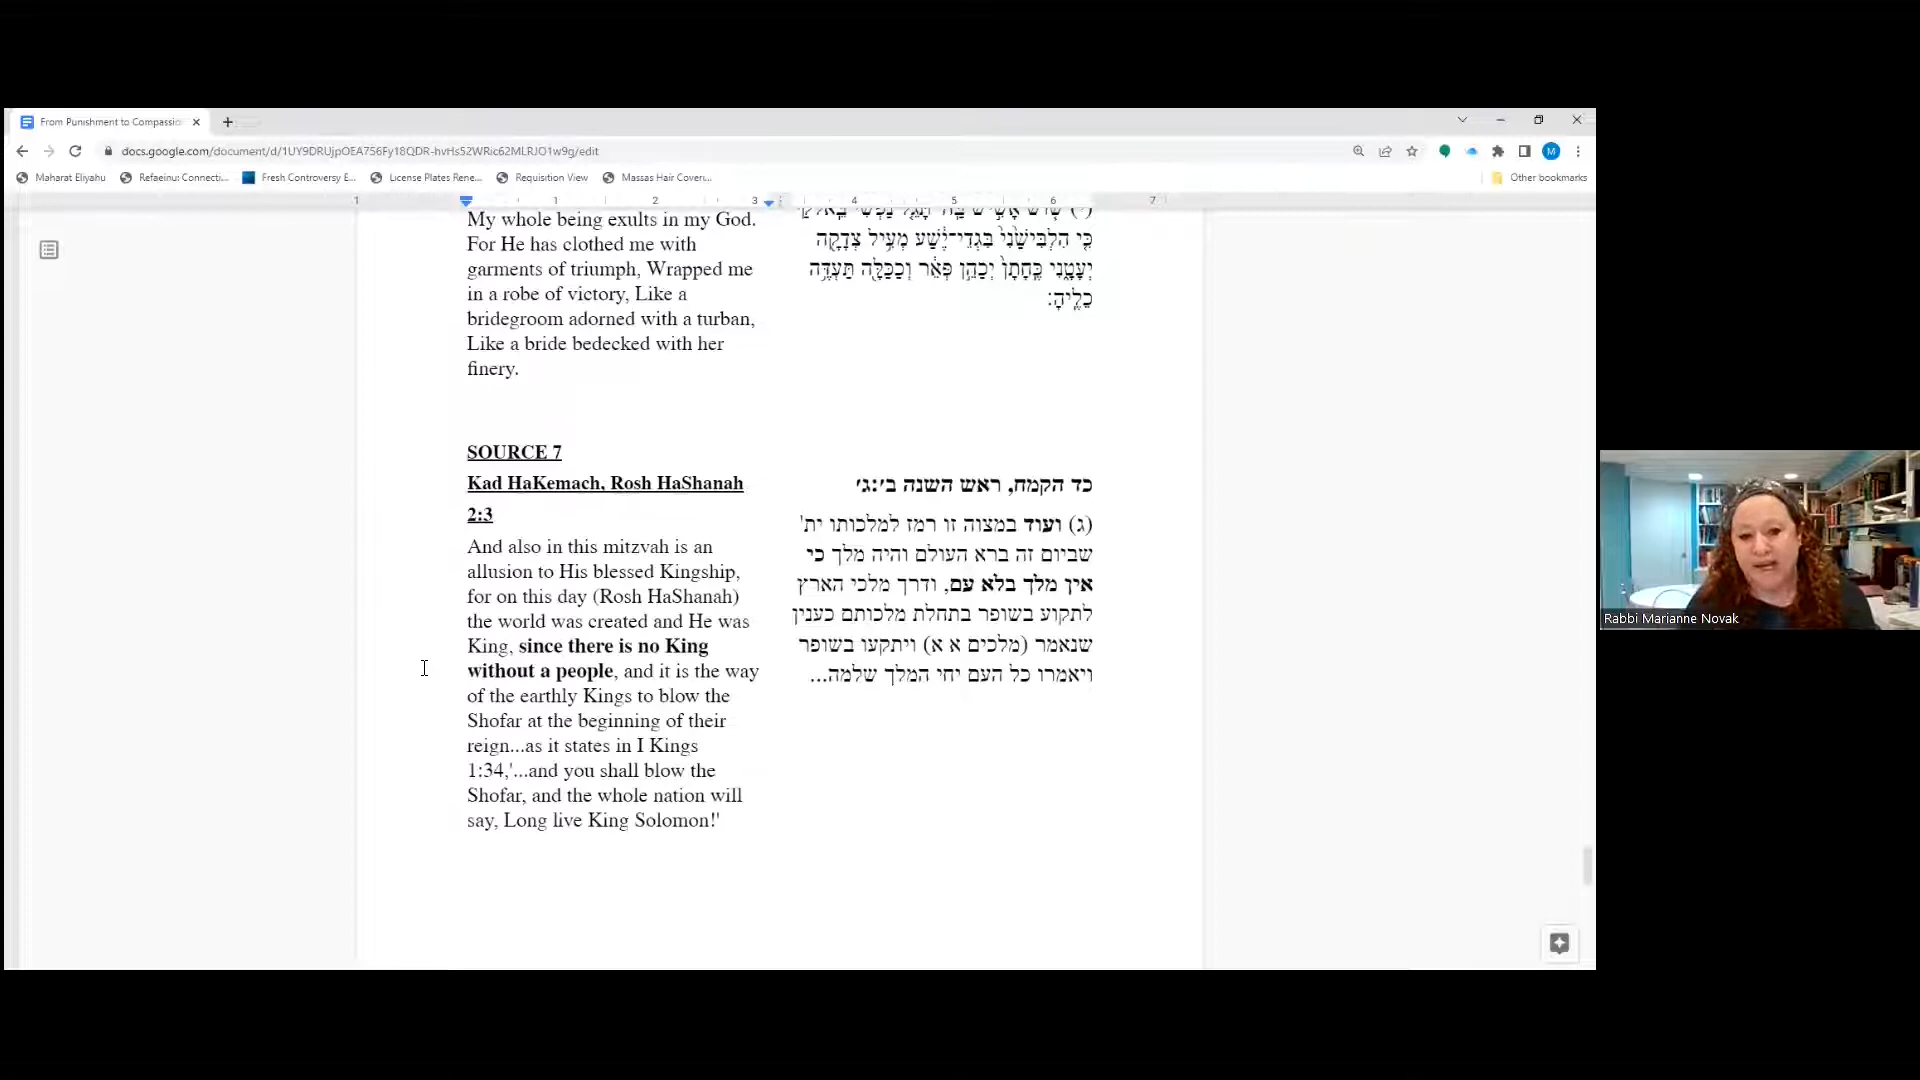 From Punishment to Compassio
docs.google.com/document/d/1UY9DRUjpOEA756Fy18QDR-hvHs52WRic62MLRJO1w9g/edit
M
Maharat Eliyahu
Refaeinu: Connecti...
Fresh Controversy E...
License Plates Rene...
Requisition View
Massas Hair Coveri...
Other bookmarks
1 1 2 3 4 5 6 7
My whole being exults in my God.
For He has clothed me with
garments of triumph, Wrapped me
in a robe of victory, Like a
bridegroom adorned with a turban,
Like a bride bedecked with her
finery.
כִּ֤י הִלְבִּישַׁ֙נִי֙ בִּגְדֵי־יֶ֔שַׁע מְעִ֥יל צְדָקָ֖ה
יְעָטָ֑נִי כֶּֽחָתָן֙ יְכַהֵ֣ן פְּאֵ֔ר וְכַכַּלָּ֖ה תַּעְדֶּ֥ה
כֵלֶֽיהָ׃
SOURCE 7
Kad HaKemach, Rosh HaShanah
2:3
And also in this mitzvah is an
allusion to His blessed Kingship,
for on this day (Rosh HaShanah)
the world was created and He was
King, since there is no King
without a people, and it is the way
of the earthly Kings to blow the
Shofar at the beginning of their
reign...as it states in I Kings
1:34,'...and you shall blow the
Shofar, and the whole nation will
say, Long live King Solomon!'
כד הקמח, ראש השנה ב׳:ג׳
(ג) ועוד במצוה זו רמז למלכותו ית'
שביום זה ברא העולם והיה מלך כי
אין מלך בלא עם, ודרך מלכי הארץ
לתקוע בשופר בתחלת מלכותם כענין
שנאמר (מלכים א א) ויתקעו בשופר
ויאמרו כל העם יחי המלך שלמה...
Rabbi Marianne Novak